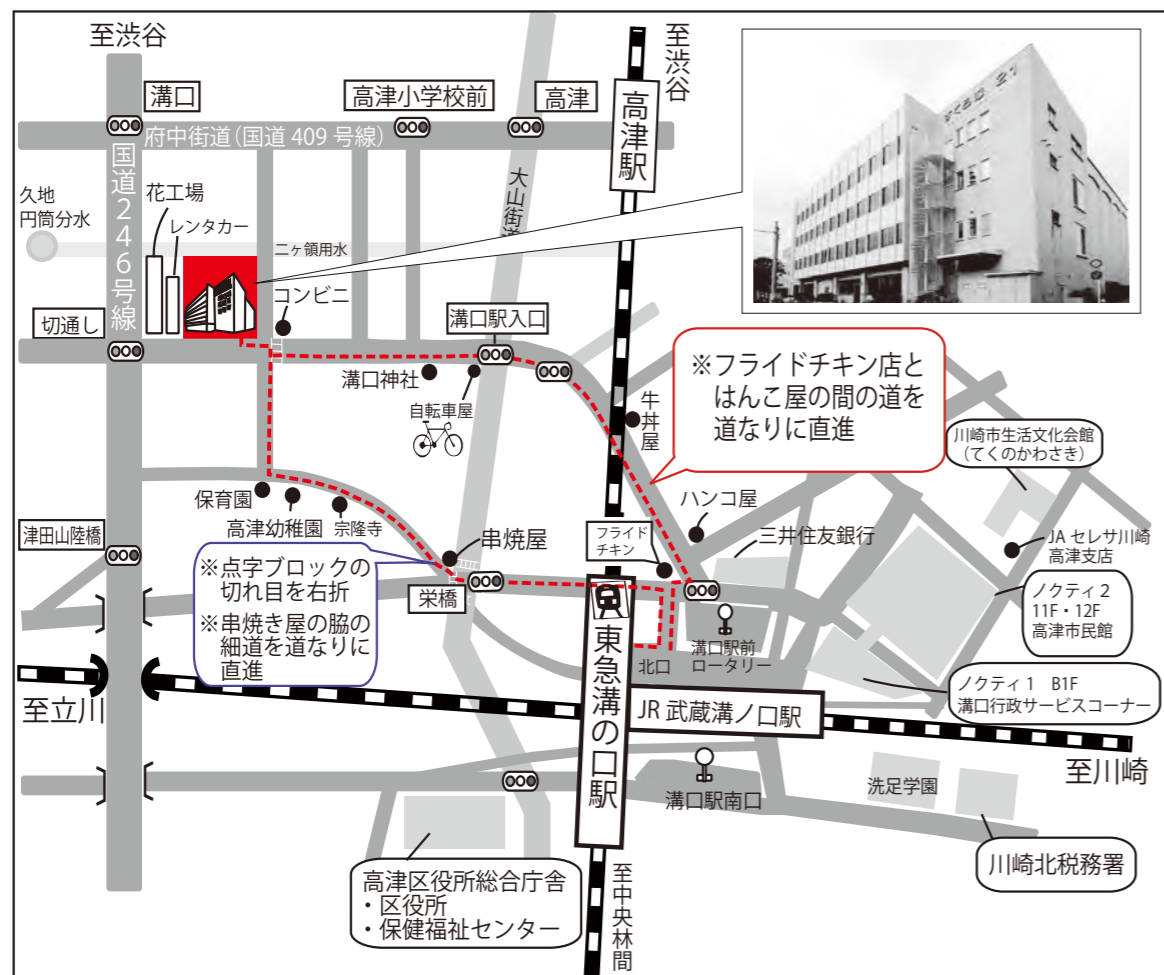 至渋谷
溝口
高津小学校前
高津
至渋谷
高津駅
府中街道(国道 409 号線)
国道246号線
久地
円筒分水
花工場
レンタカー
大山街道
二ヶ領用水
コンビニ
切通し
溝口駅入口
溝口神社
自転車屋
牛丼屋
※フライドチキン店と
はんこ屋の間の道を
道なりに直進
川崎市生活文化会館
(てくのかわさき)
保育園
高津幼稚園
宗隆寺
串焼屋
ハンコ屋
フライド
チキン
三井住友銀行
JA セレサ川崎
高津支店
津田山陸橋
※点字ブロックの
切れ目を右折
※串焼き屋の脇の
細道を道なりに
直進
栄橋
東急溝の口駅
北口
溝口駅前
ロータリー
ノクティ 2
11F・12F
高津市民館
ノクティ 1 B1F
溝口行政サービスコーナー
至立川
JR 武蔵溝ノ口駅
至川崎
溝口駅南口
洗足学園
川崎北税務署
高津区役所総合庁舎
・区役所
・保健福祉センター
至中央林間